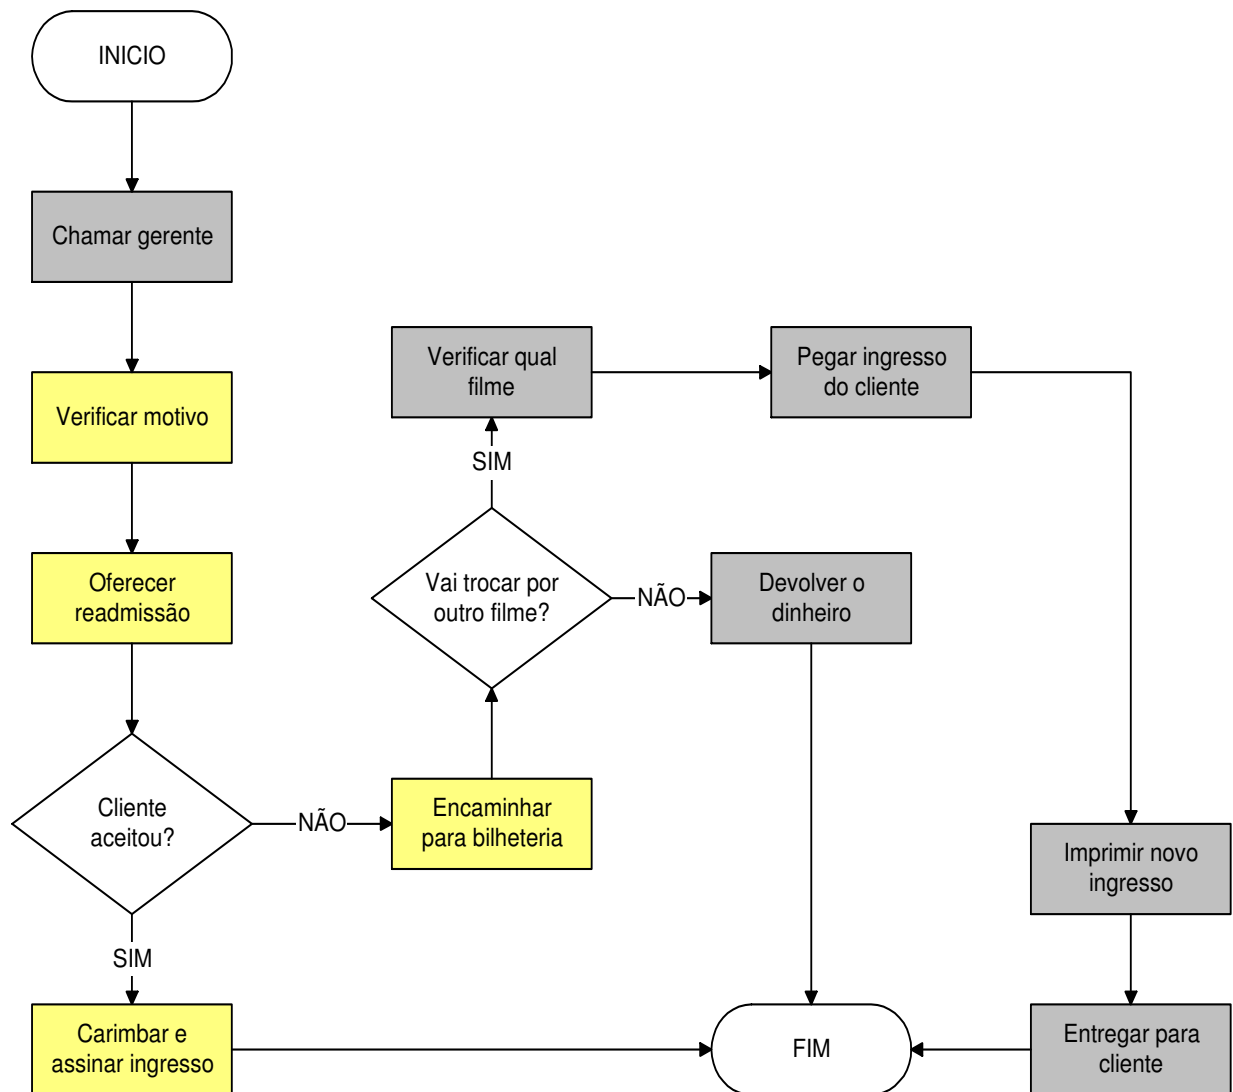 INICIO
Chamar gerente
Verificar motivo
Oferecer
readmissão
Cliente
aceitou?
NÃO
SIM
Carimbar e
assinar ingresso
Encaminhar
para bilheteria
Vai trocar por
outro filme?
SIM
NÃO
Verificar qual
filme
Pegar ingresso
do cliente
Devolver o
dinheiro
Imprimir novo
ingresso
Entregar para
cliente
FIM